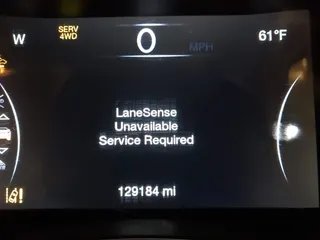 W
SERV
4WD
0
MPH
61°F
LaneSense
Unavailable
Service Required
129184 mi